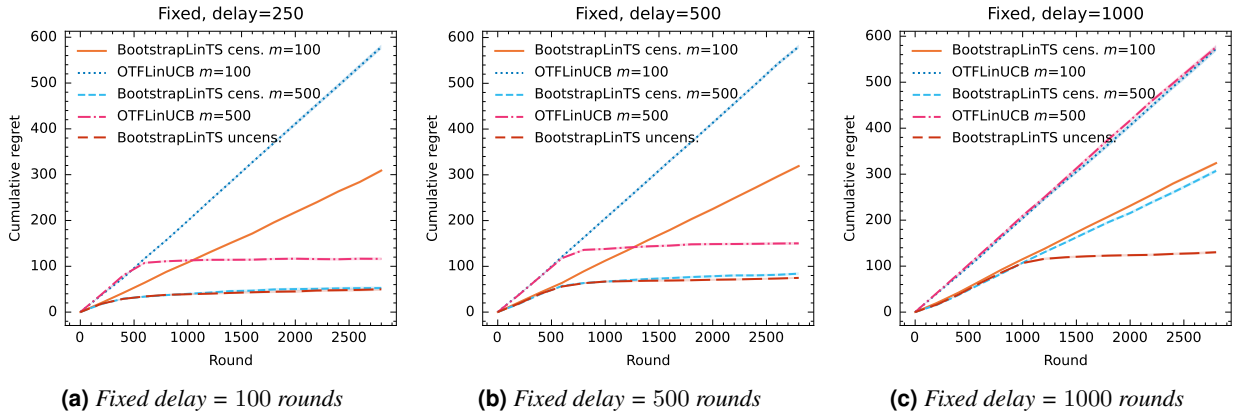 Fixed, delay=250
Cumulative regret
600
500
400
300
200
100
0
BootstrapLinTS cens. m=100
OTFLinUCB m=100
BootstrapLinTS cens. m=500
OTFLinUCB m=500
BootstrapLinTS uncens.
0 500 1000 1500 2000 2500
Round
(a) Fixed delay = 100 rounds
Fixed, delay=500
Cumulative regret
600
500
400
300
200
100
0
BootstrapLinTS cens. m=100
OTFLinUCB m=100
BootstrapLinTS cens. m=500
OTFLinUCB m=500
BootstrapLinTS uncens.
0 500 1000 1500 2000 2500
Round
(b) Fixed delay = 500 rounds
Fixed, delay=1000
Cumulative regret
600
500
400
300
200
100
0
BootstrapLinTS cens. m=100
OTFLinUCB m=100
BootstrapLinTS cens. m=500
OTFLinUCB m=500
BootstrapLinTS uncens.
0 500 1000 1500 2000 2500
Round
(c) Fixed delay = 1000 rounds